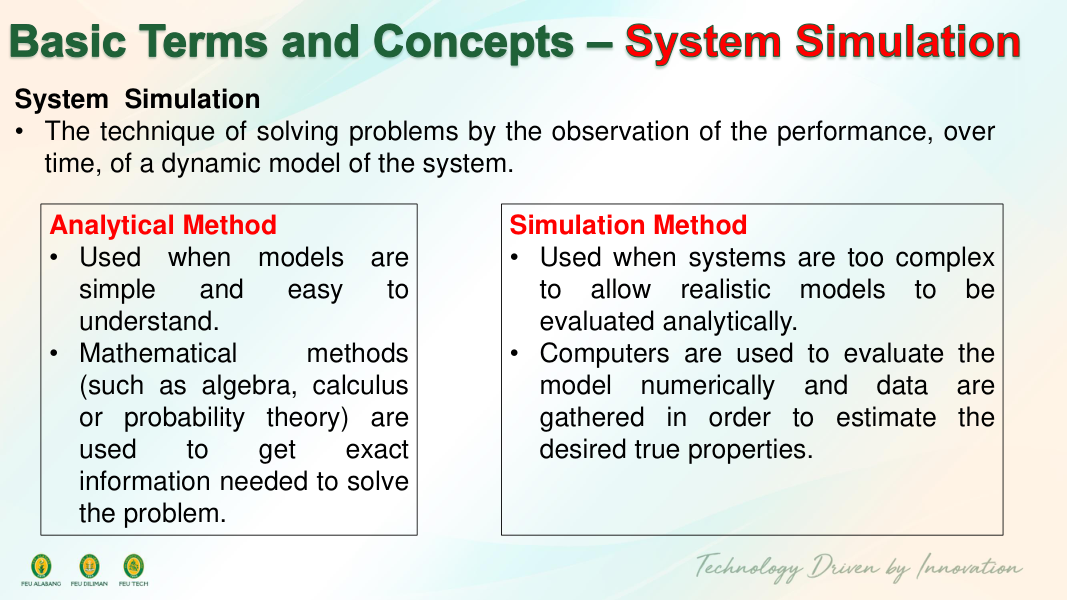 Basic Terms and Concepts – System Simulation
System Simulation
• The technique of solving problems by the observation of the performance, over
time, of a dynamic model of the system.
Analytical Method
• Used when models are
simple and easy to
understand.
• Mathematical methods
(such as algebra, calculus
or probability theory) are
used to get exact
information needed to solve
the problem.
Simulation Method
• Used when systems are too complex
to allow realistic models to be
evaluated analytically.
• Computers are used to evaluate the
model numerically and data are
gathered in order to estimate the
desired true properties.
FEU ALABANG FEU DILIMAN FEU TECH
Technology Driven by Innovation